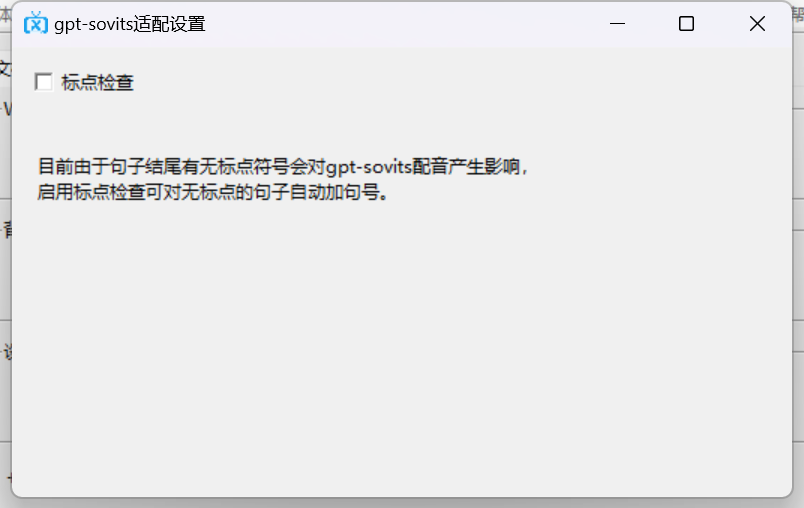 gpt-sovits适配设置
标点检查
目前由于句子结尾有无标点符号会对gpt-sovits配音产生影响，
启用标点检查可对无标点的句子自动加句号。